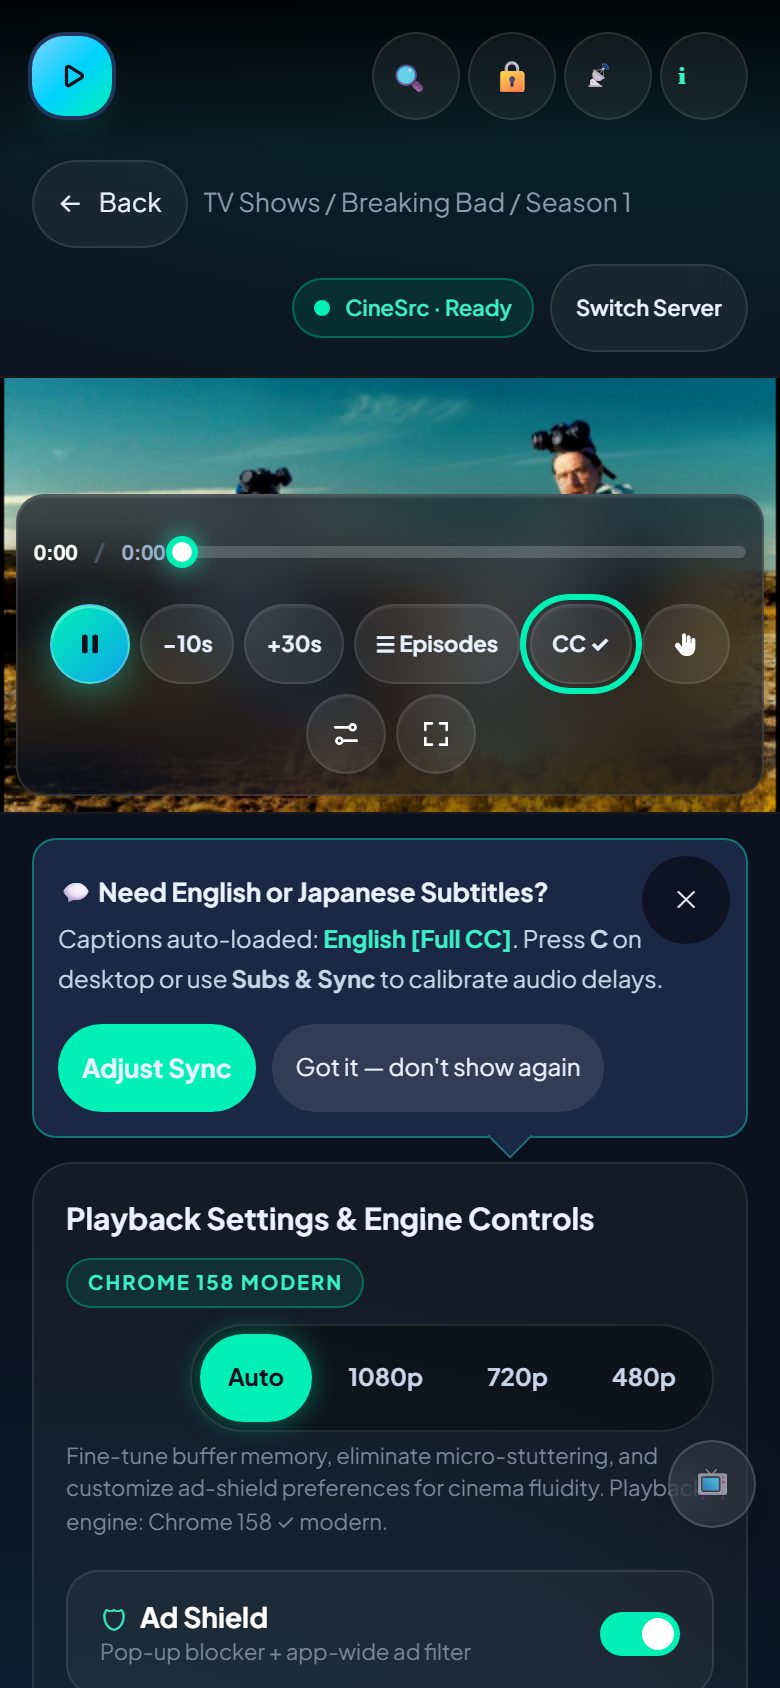 i
← Back
TV Shows / Breaking Bad / Season 1
CineSrc · Ready
Switch Server
0:00 / 0:00
-10s
+30s
☰ Episodes
CC ✓
Need English or Japanese Subtitles?
Captions auto-loaded: English [Full CC]. Press C on
desktop or use Subs & Sync to calibrate audio delays.
Adjust Sync
Got it — don't show again
Playback Settings & Engine Controls
CHROME 158 MODERN
Auto
1080p
720p
480p
Fine-tune buffer memory, eliminate micro-stuttering, and
customize ad-shield preferences for cinema fluidity. Playback
engine: Chrome 158 ✓ modern.
Ad Shield
Pop-up blocker + app-wide ad filter